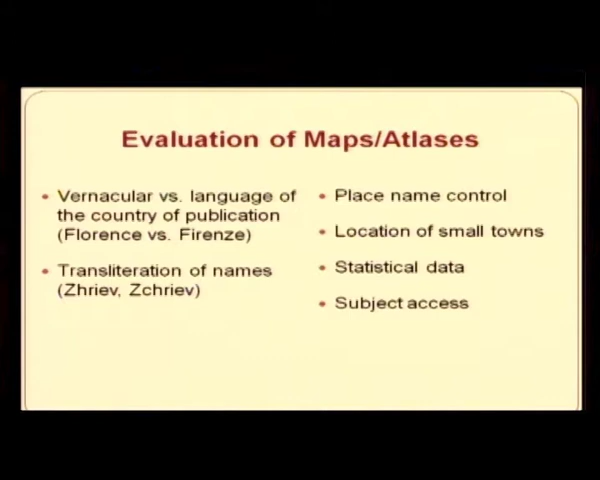 Evaluation of Maps/Atlases
• Vernacular vs. language of
the country of publication
(Florence vs. Firenze)
• Transliteration of names
(Zhriev, Zchriev)
• Place name control
• Location of small towns
• Statistical data
• Subject access